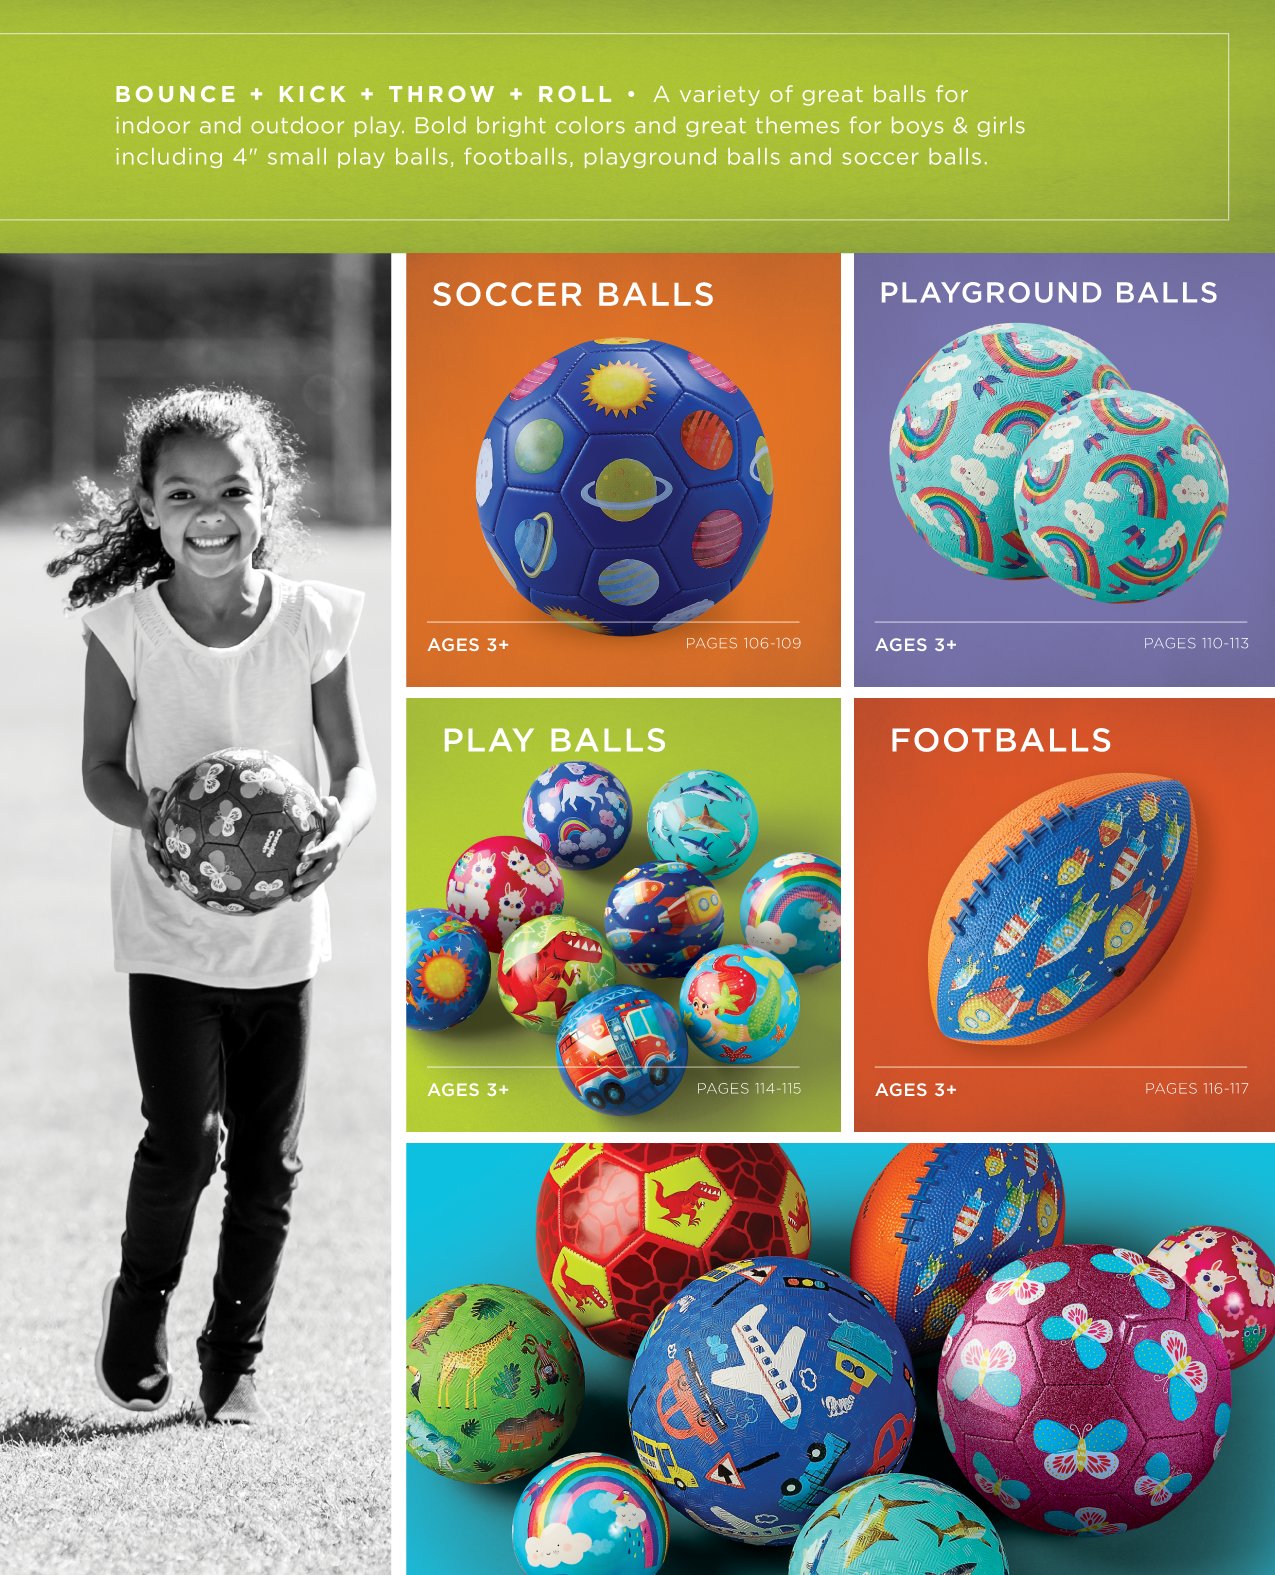 BOUNCE + KICK + THROW + ROLL • A variety of great balls for
indoor and outdoor play. Bold bright colors and great themes for boys & girls
including 4" small play balls, footballs, playground balls and soccer balls.
SOCCER BALLS
AGES 3+
PAGES 106-109
PLAYGROUND BALLS
AGES 3+
PAGES 110-113
PLAY BALLS
5
AGES 3+
PAGES 114-115
FOOTBALLS
AGES 3+
PAGES 116-117
Crocodile
Creek